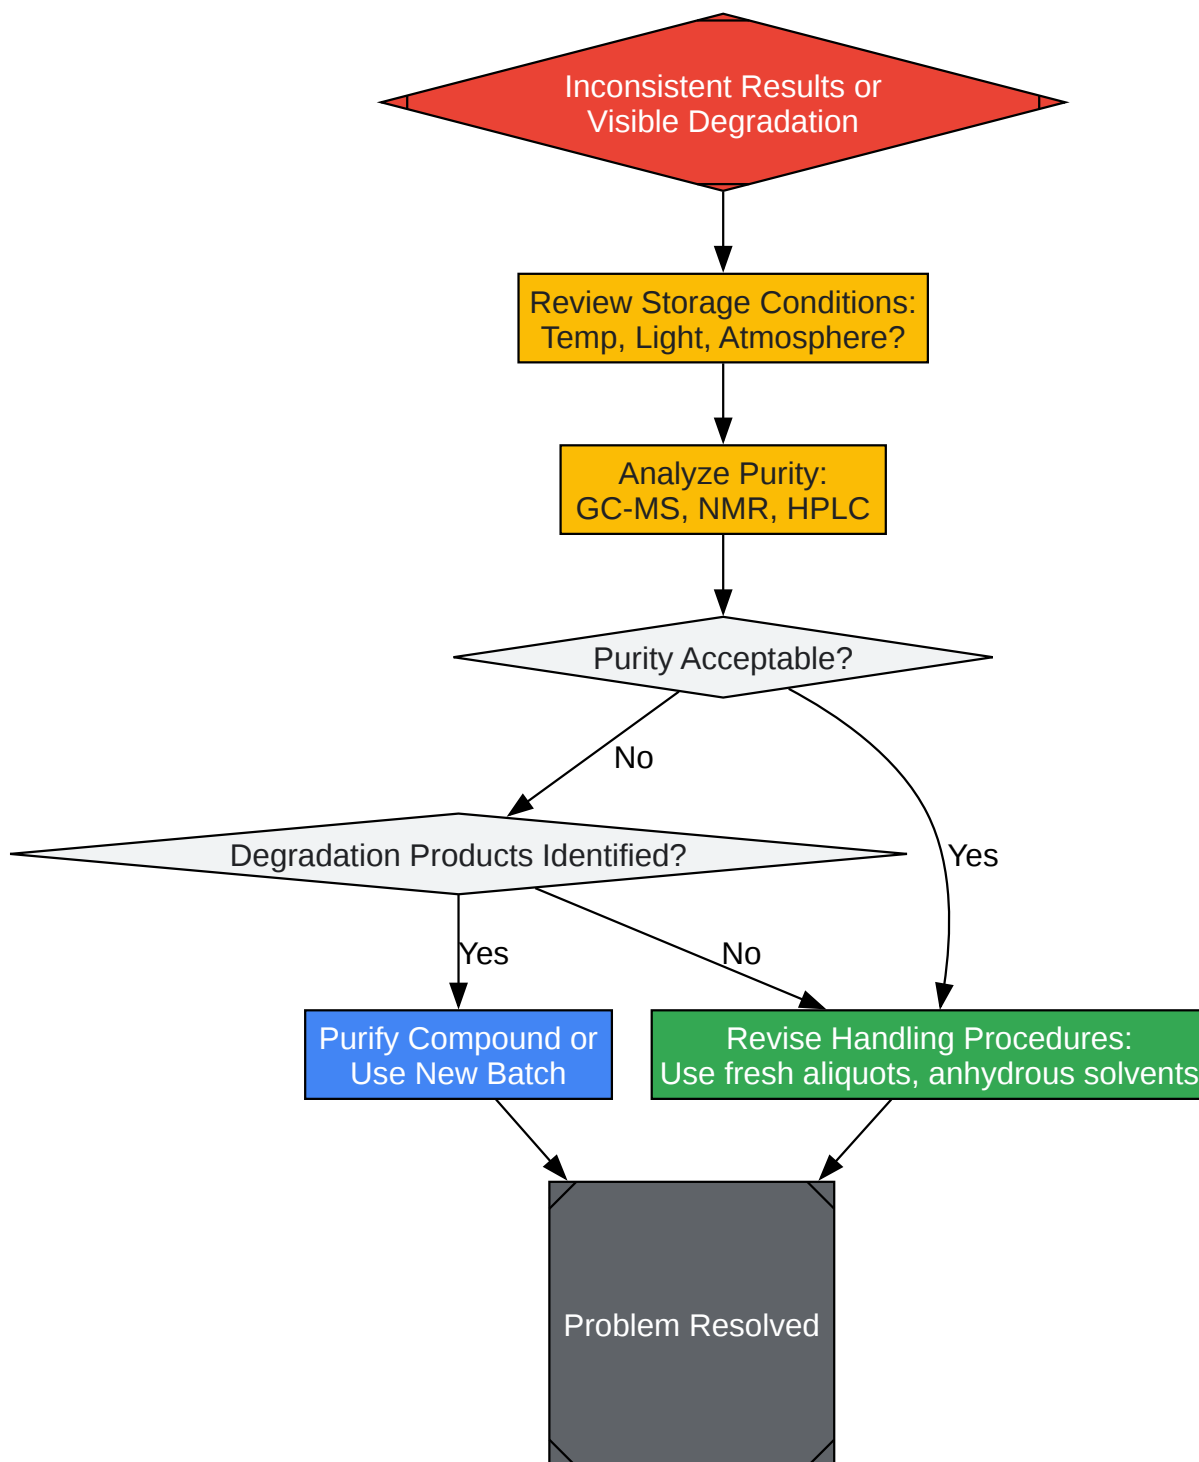 Inconsistent Results or
Visible Degradation
Review Storage Conditions:
Temp, Light, Atmosphere?
Analyze Purity:
GC-MS, NMR, HPLC
Purity Acceptable?
No
Degradation Products Identified?
Yes
Yes
No
Purify Compound or
Use New Batch
Revise Handling Procedures:
Use fresh aliquots, anhydrous solvents
Problem Resolved